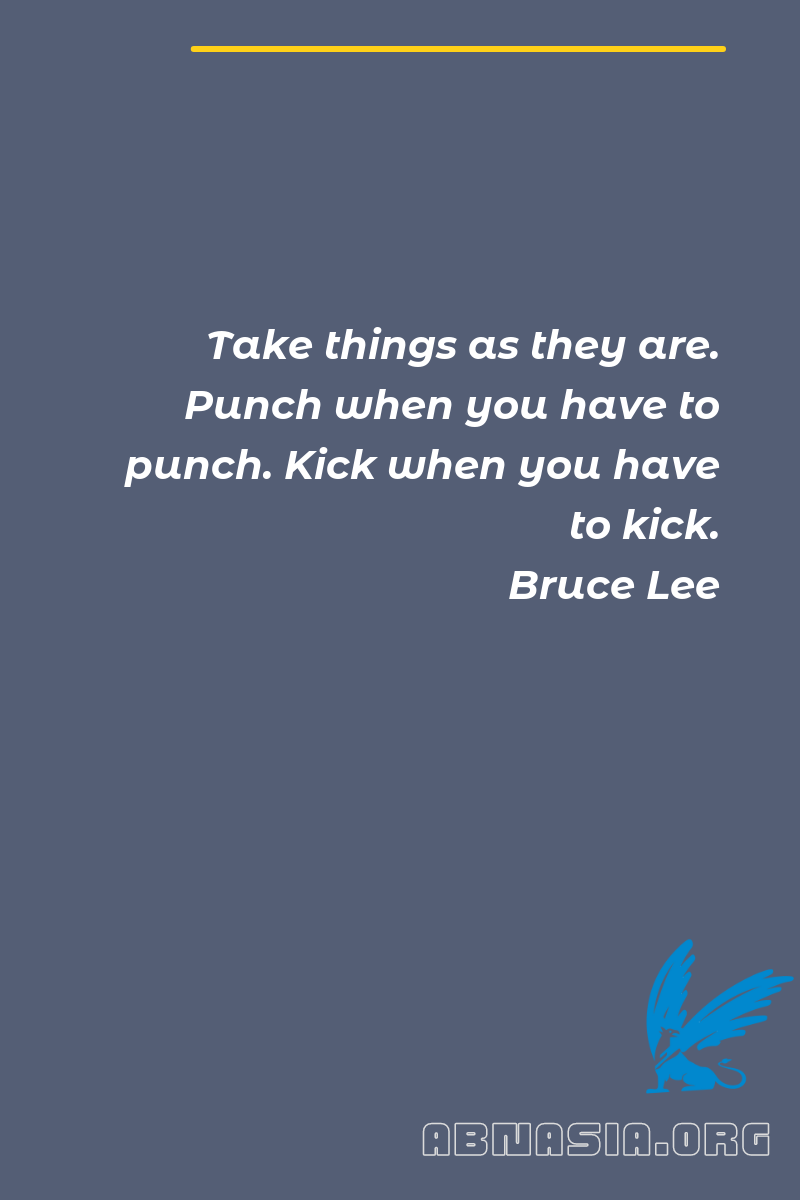 Take things as they are.
Punch when you have to
punch. Kick when you have
to kick.
Bruce Lee
ABNASIA.ORG